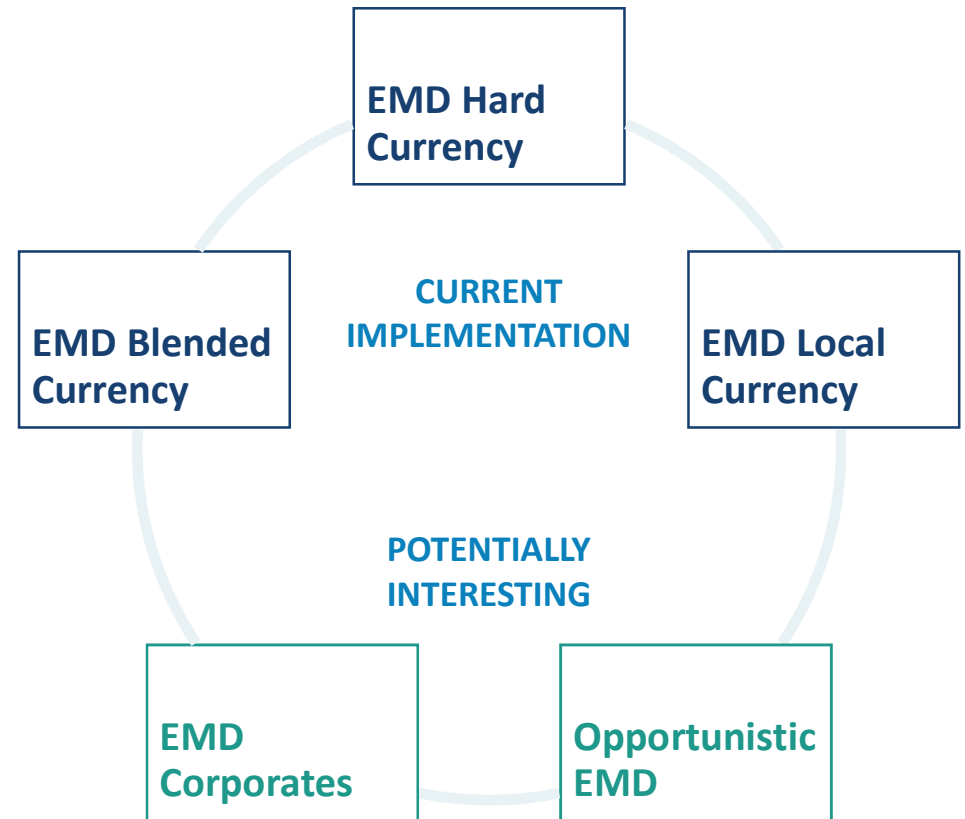 EMD Hard
Currency
CURRENT
IMPLEMENTATION
EMD Blended
Currency
EMD Local
Currency
POTENTIALLY
INTERESTING
EMD
Corporates
Opportunistic
EMD